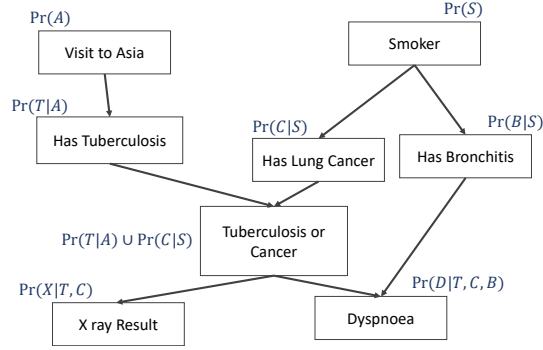 Pr(A)
Pr(S)
Visit to Asia
Smoker
Pr(T|A)
Pr(C|S)
Pr(B|S)
Has Tuberculosis
Has Lung Cancer
Has Bronchitis
Pr(T|A) ∪ Pr(C|S)
Tuberculosis or
Cancer
Pr(X|T, C)
Pr(D|T, C, B)
X ray Result
Dyspnoea